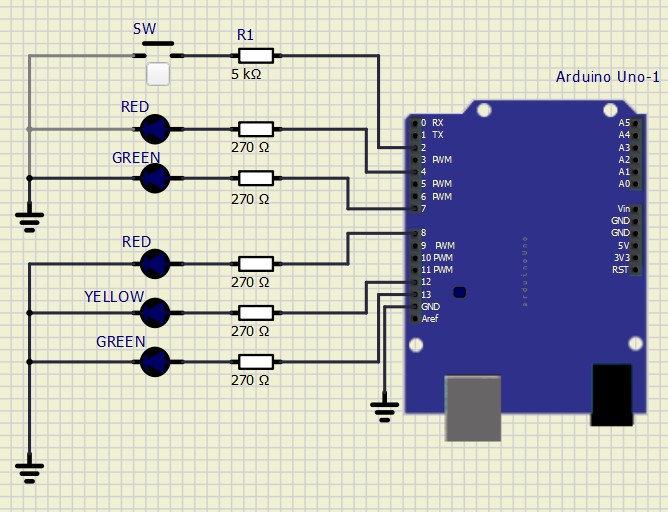 SW
R1
5 kΩ
RED
270 Ω
GREEN
270 Ω
RED
270 Ω
YELLOW
270 Ω
GREEN
270 Ω
Arduino Uno-1
0 RX
1 TX
2
3 PWM
4
5 PWM
6 PWM
7
8
9 PWM
10 PWM
11 PWM
12
13
GND
Aref
A5
A4
A3
A2
A1
A0
Vin
GND
GND
5V
3V3
RST
arduinoUno